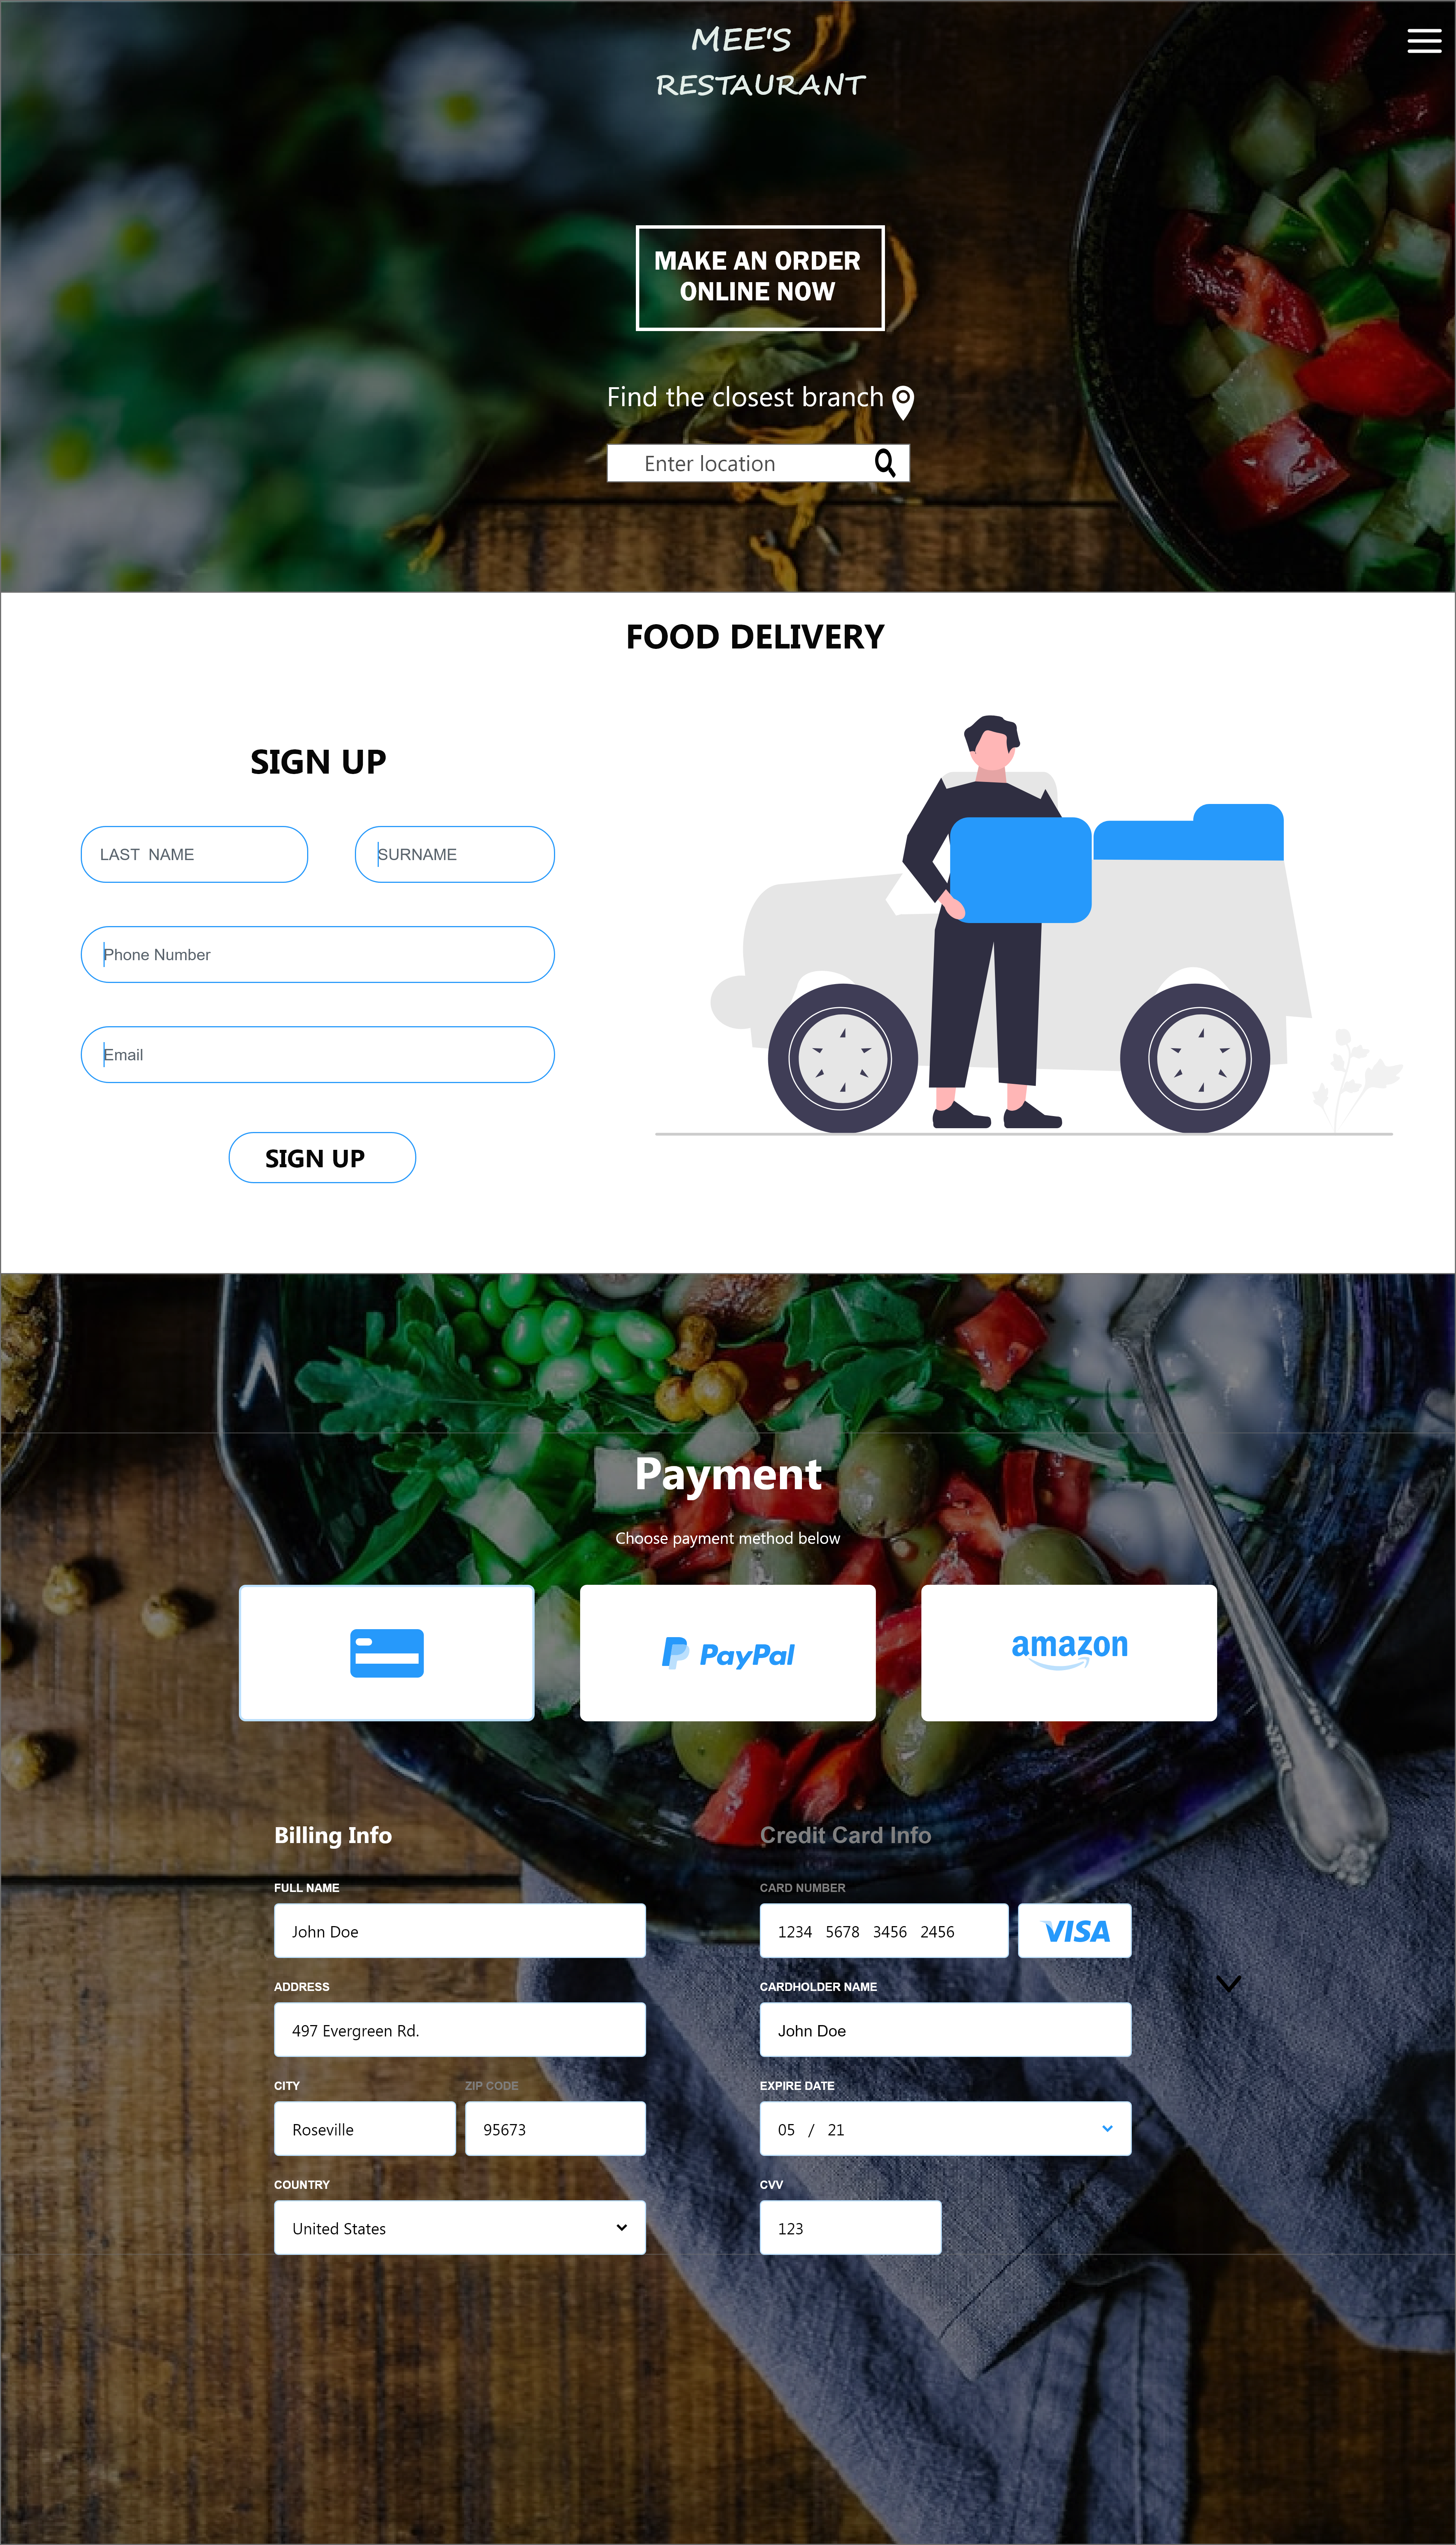 MEE'S
RESTAURANT
MAKE AN ORDER
ONLINE NOW
Find the closest branch
Enter location
FOOD DELIVERY
SIGN UP
LAST NAME
SURNAME
Phone Number
Email
SIGN UP
Payment
Choose payment method below
PayPal
amazon
Billing Info
FULL NAME
John Doe
ADDRESS
497 Evergreen Rd.
CITY ZIP CODE
Roseville 95673
COUNTRY
United States
Credit Card Info
CARD NUMBER
1234 5678 3456 2456 VISA
CARDHOLDER NAME
John Doe
EXPIRE DATE
05 / 21
CVV
123